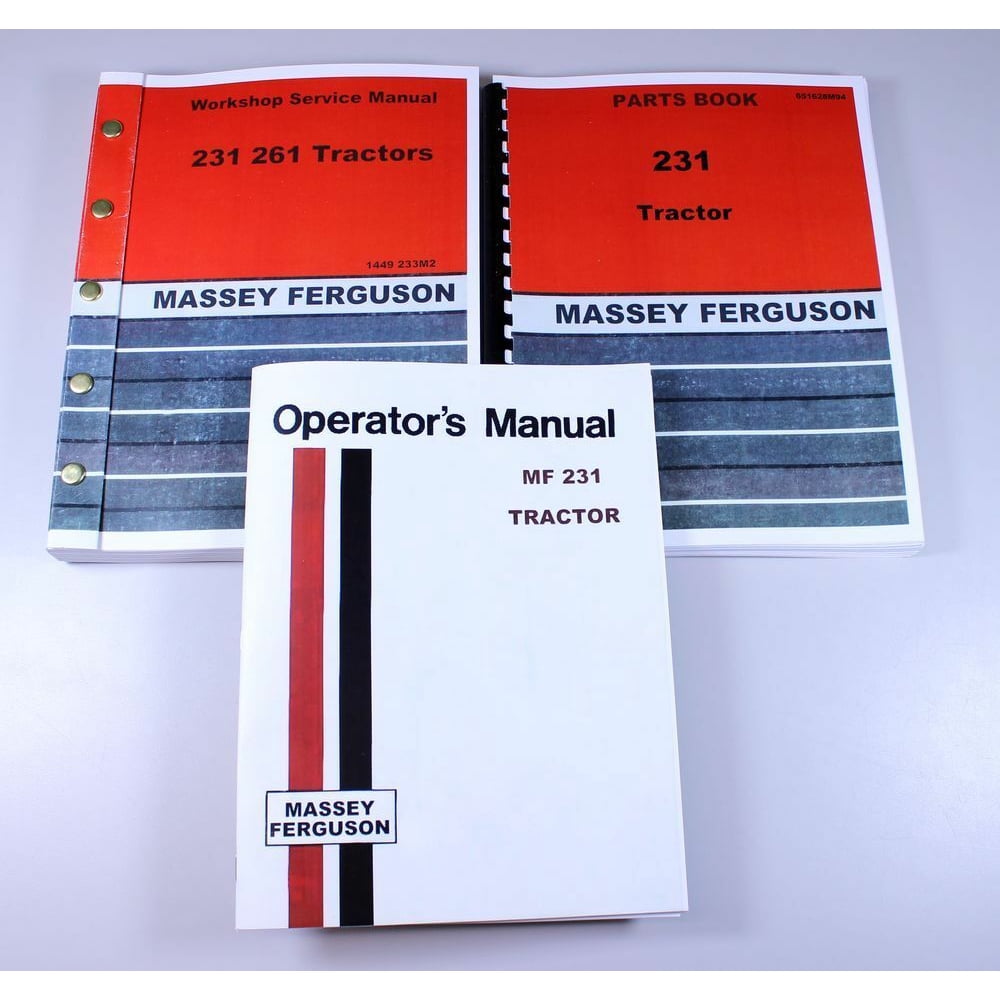 Workshop Service Manual
231 261 Tractors
1449 233M2
MASSEY FERGUSON
PARTS BOOK
651628M94
231
Tractor
MASSEY FERGUSON
Operator's Manual
MF 231
TRACTOR
MASSEY
FERGUSON